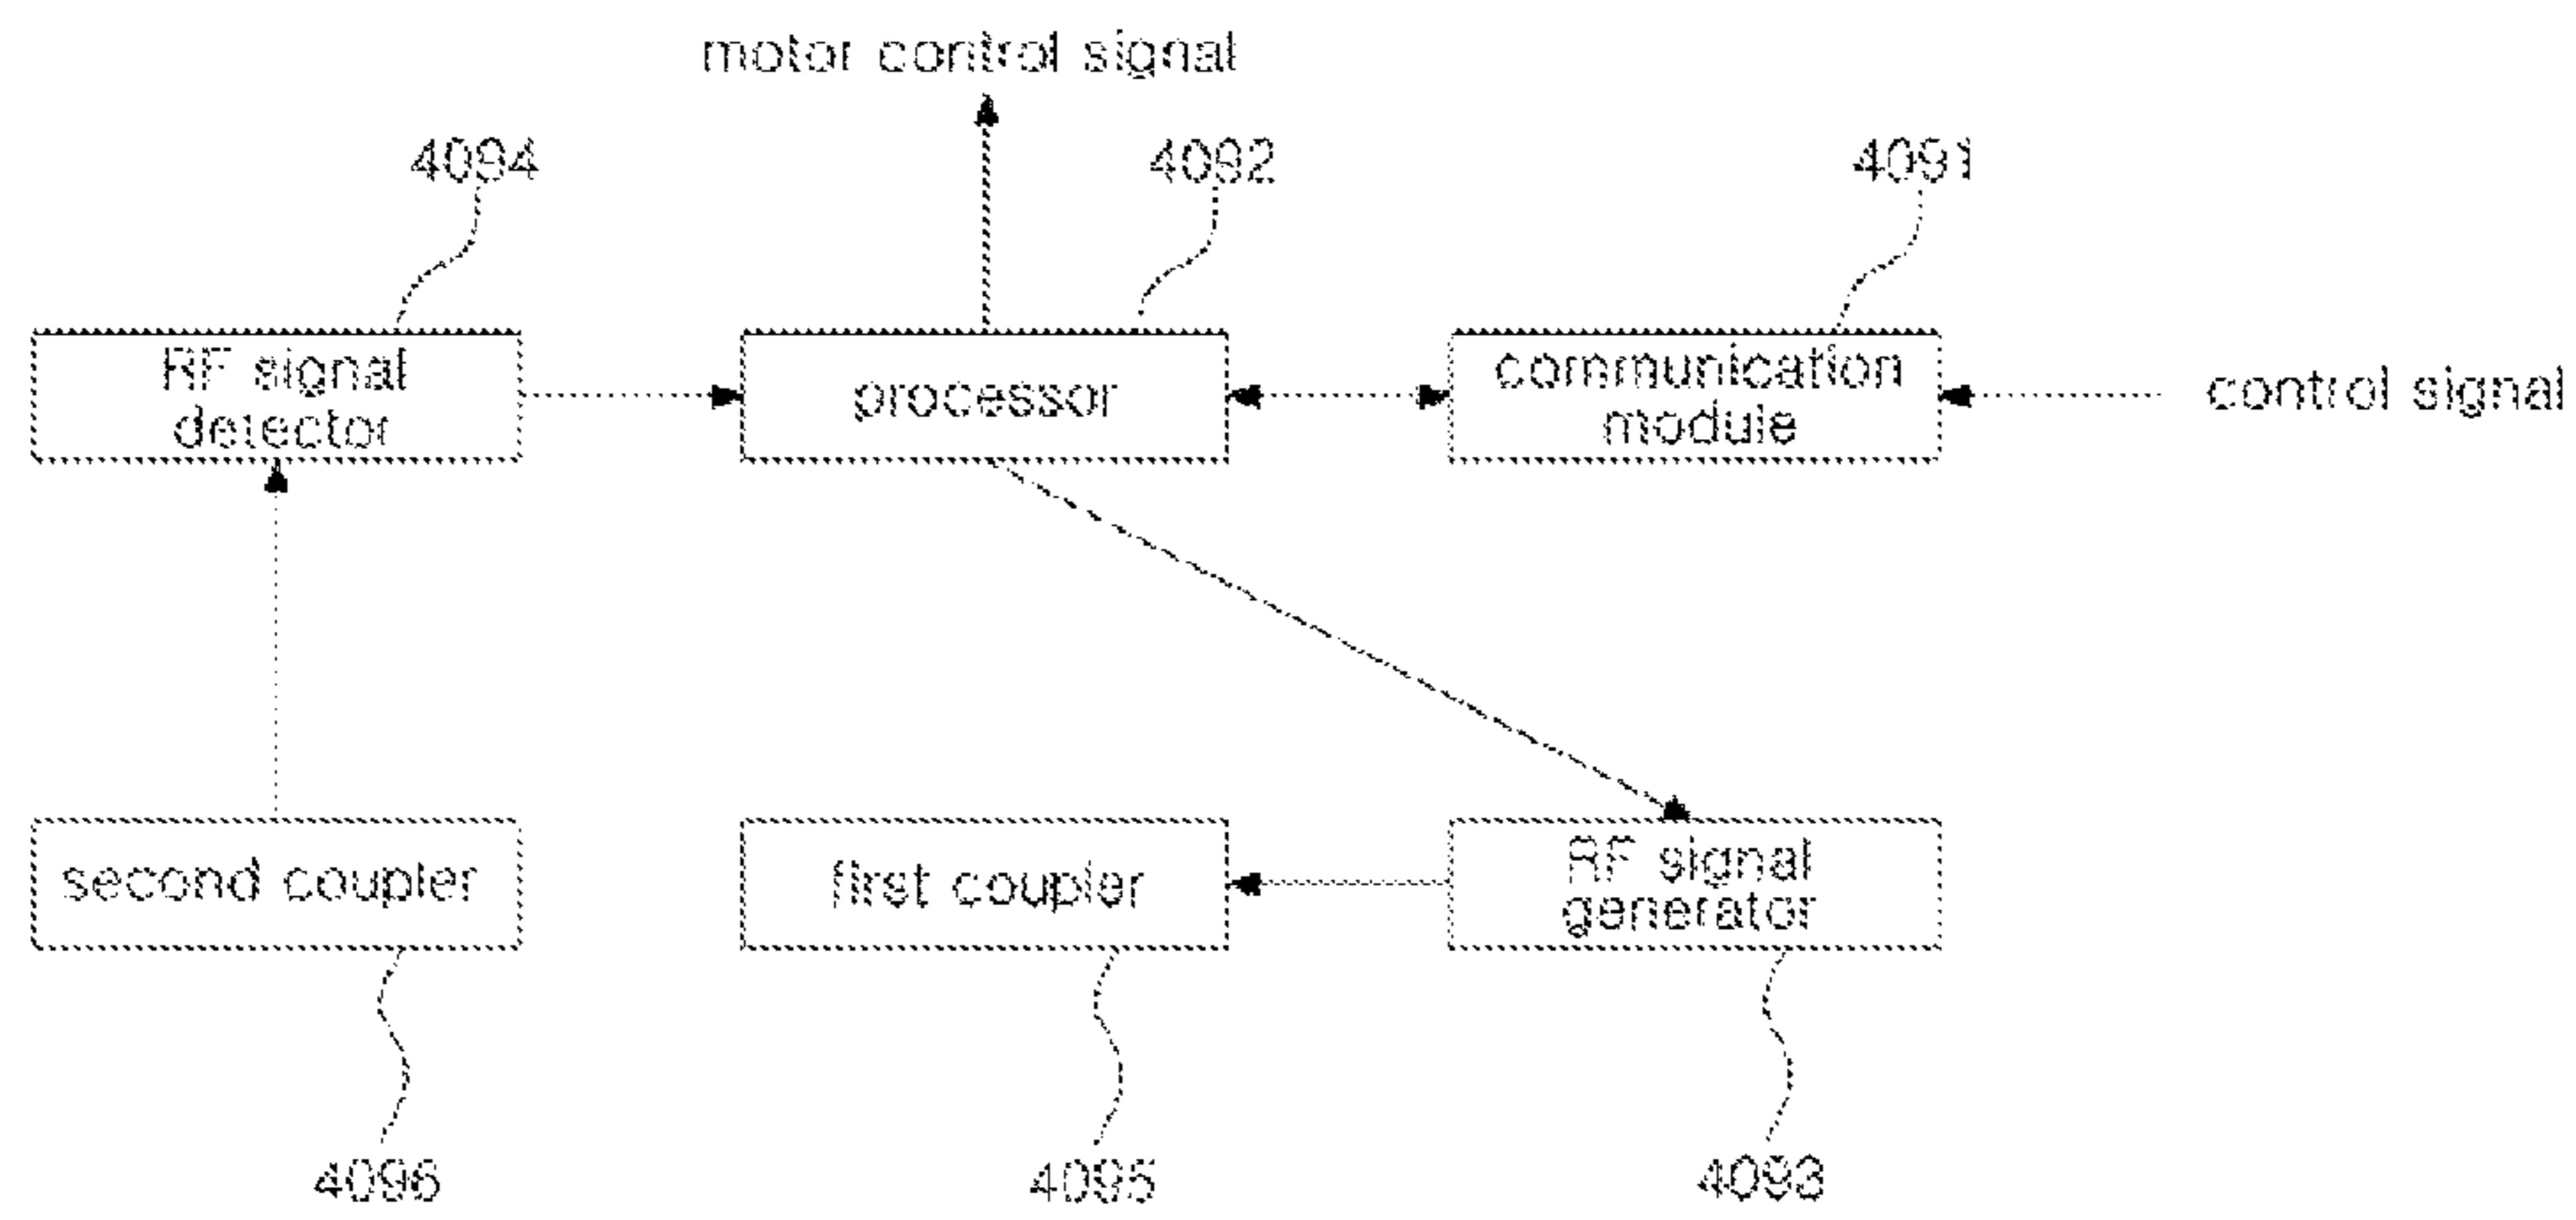 motor control signal
4094
4092
4091
RF signal
detector
processor
communication
module
control signal
second coupler
first coupler
RF signal
generator
4096
4095
4093